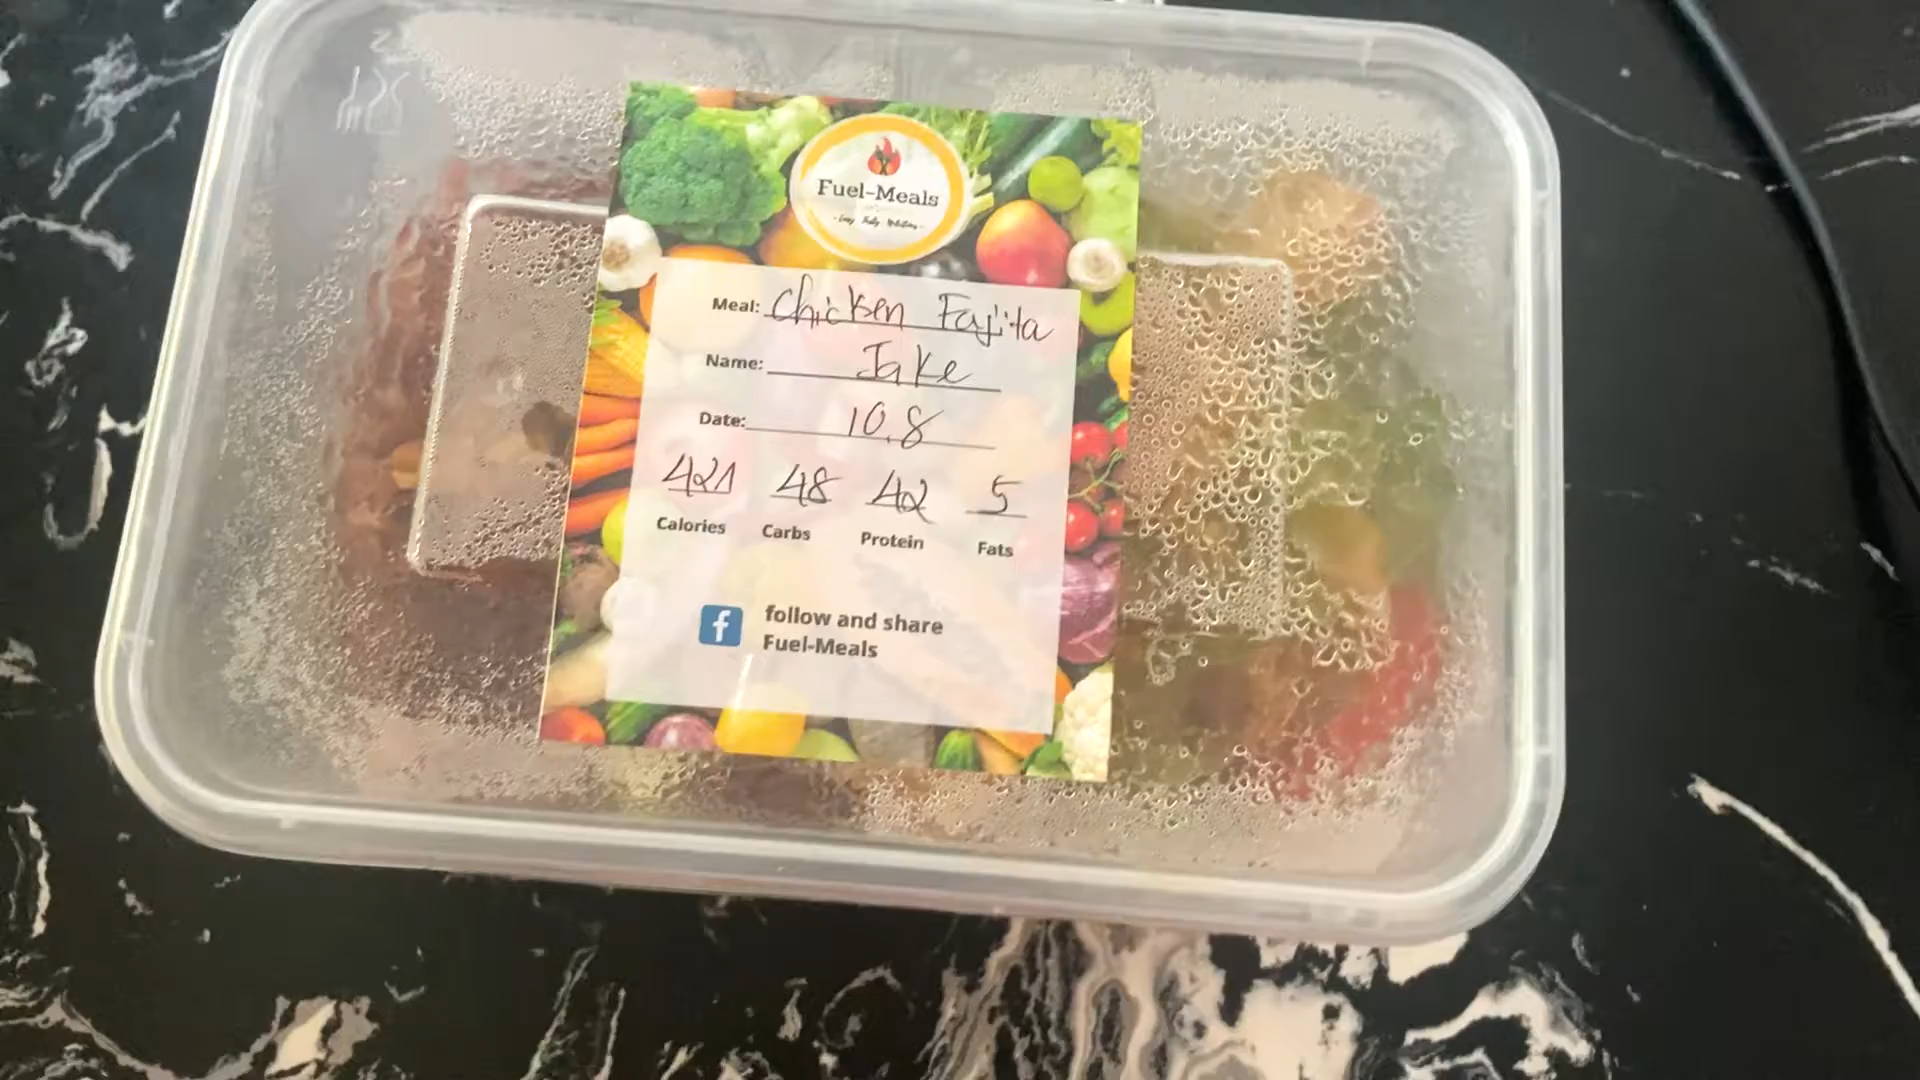 Fuel-Meals
Meal: Chicken Fajita
Name: Jake
Date: 10.8
421 48 42 5
Calories Carbs Protein Fats
f follow and share
Fuel-Meals